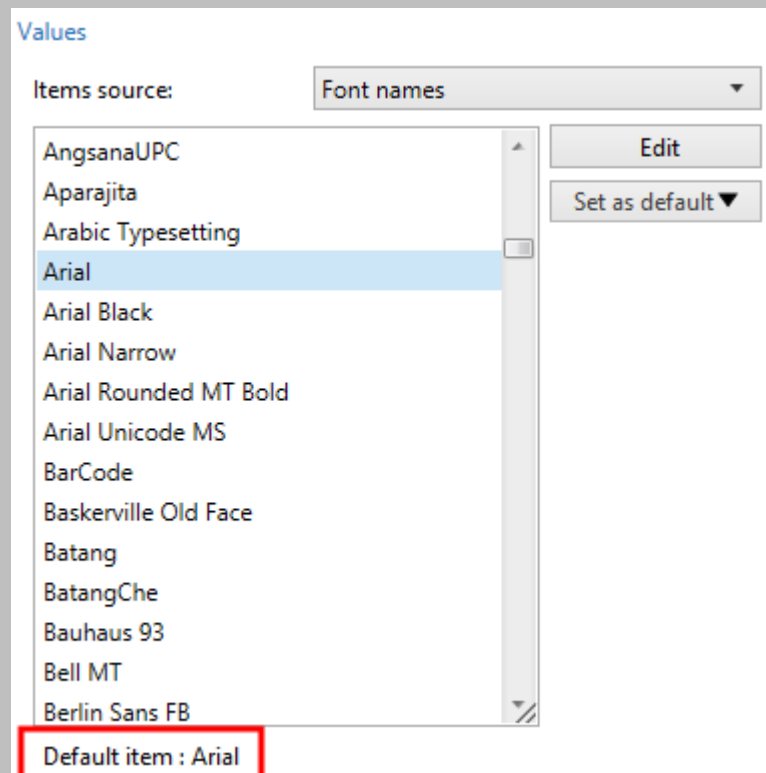 Values
Items source: Font names
AngsanaUPC
Edit
Aparajita
Set as default
Arabic Typesetting
Arial
Arial Black
Arial Narrow
Arial Rounded MT Bold
Arial Unicode MS
BarCode
Baskerville Old Face
Batang
BatangChe
Bauhaus 93
Bell MT
Berlin Sans FB
Default item : Arial